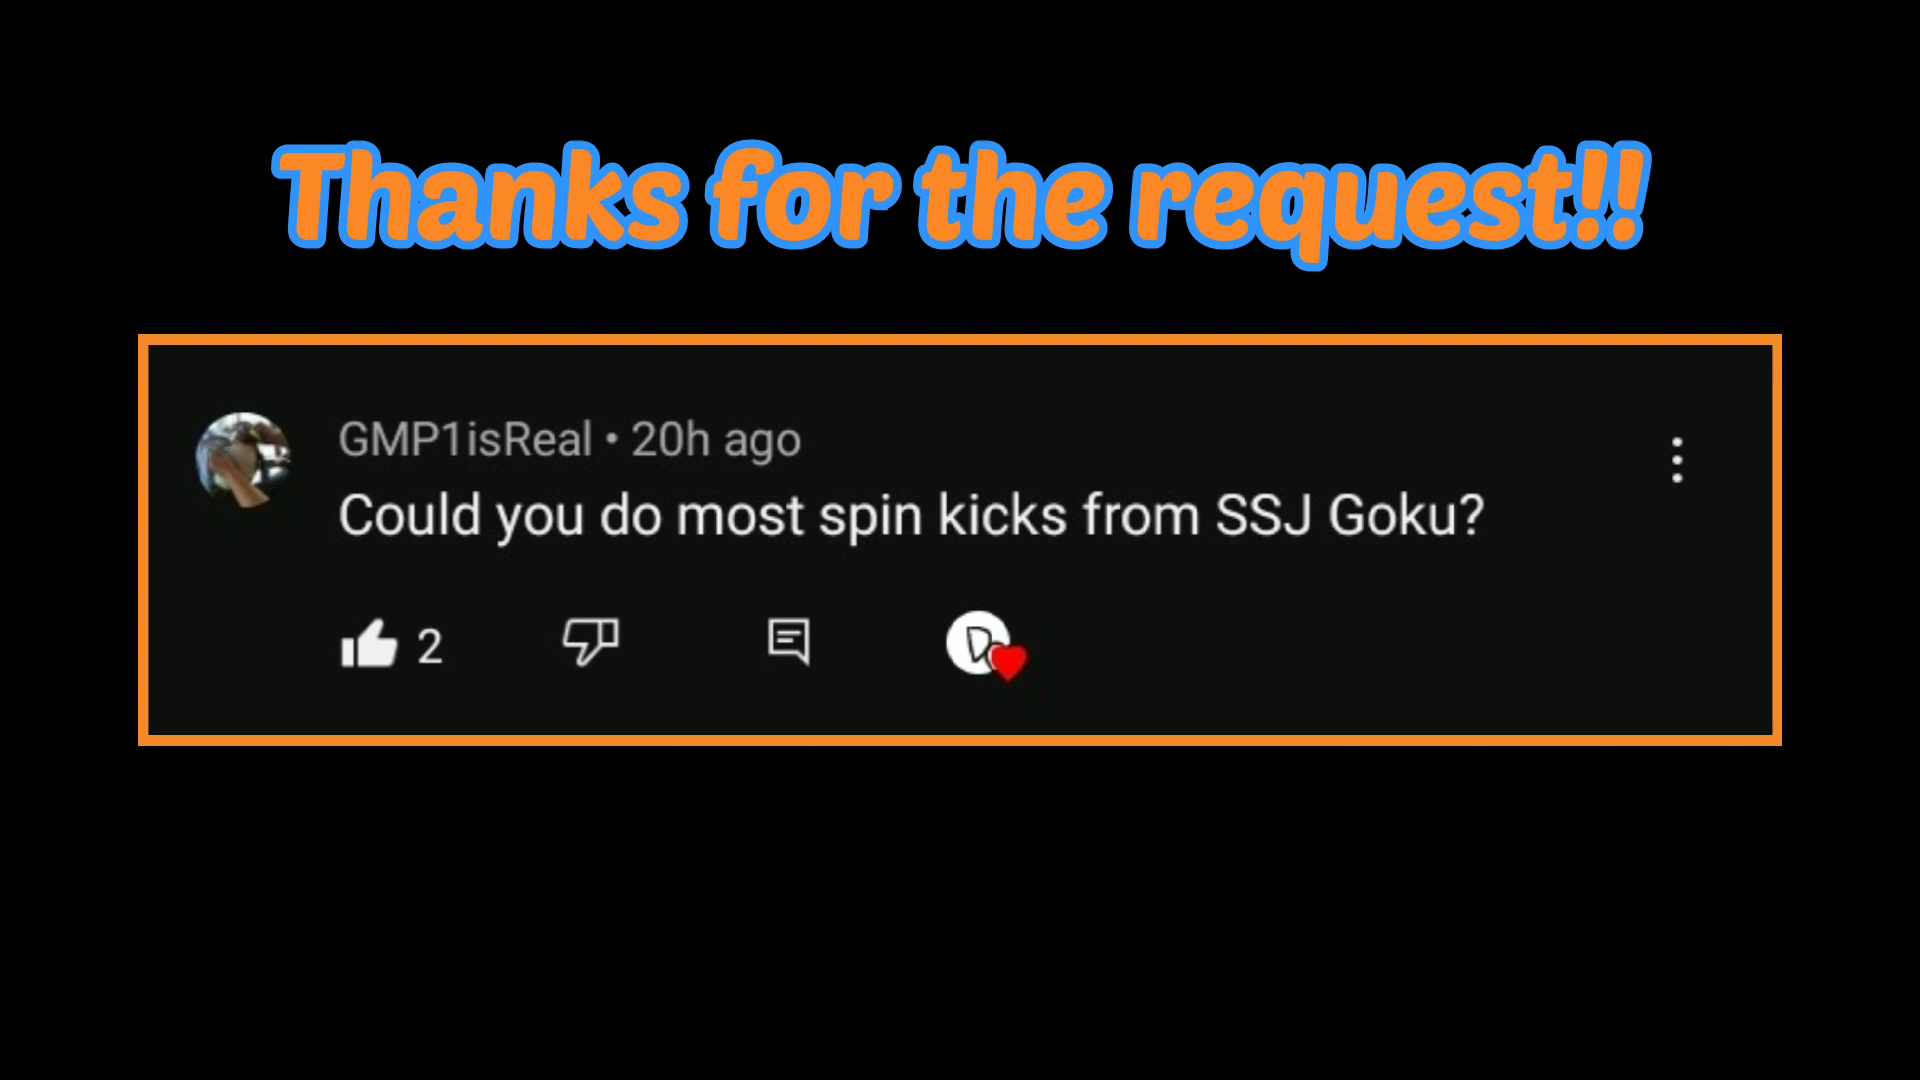 Thanks for the request!!
GMP1isReal • 20h ago
Could you do most spin kicks from SSJ Goku?
2